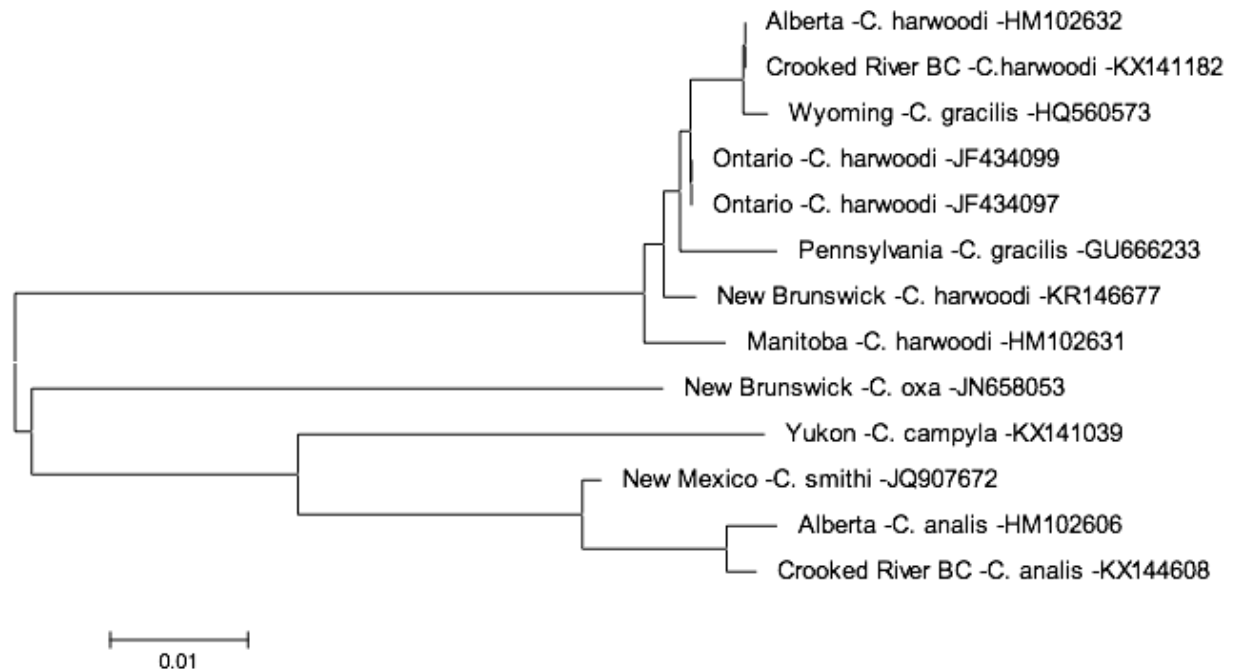 Alberta -C. harwoodi -HM102632
Crooked River BC -C.harwoodi -KX141182
Wyoming -C. gracilis -HQ560573
Ontario -C. harwoodi -JF434099
Ontario -C. harwoodi -JF434097
Pennsylvania -C. gracilis -GU666233
New Brunswick -C. harwoodi -KR146677
Manitoba -C. harwoodi -HM102631
New Brunswick -C. oxa -JN658053
Yukon -C. campyla -KX141039
New Mexico -C. smithi -JQ907672
Alberta -C. analis -HM102606
Crooked River BC -C. analis -KX144608
0.01